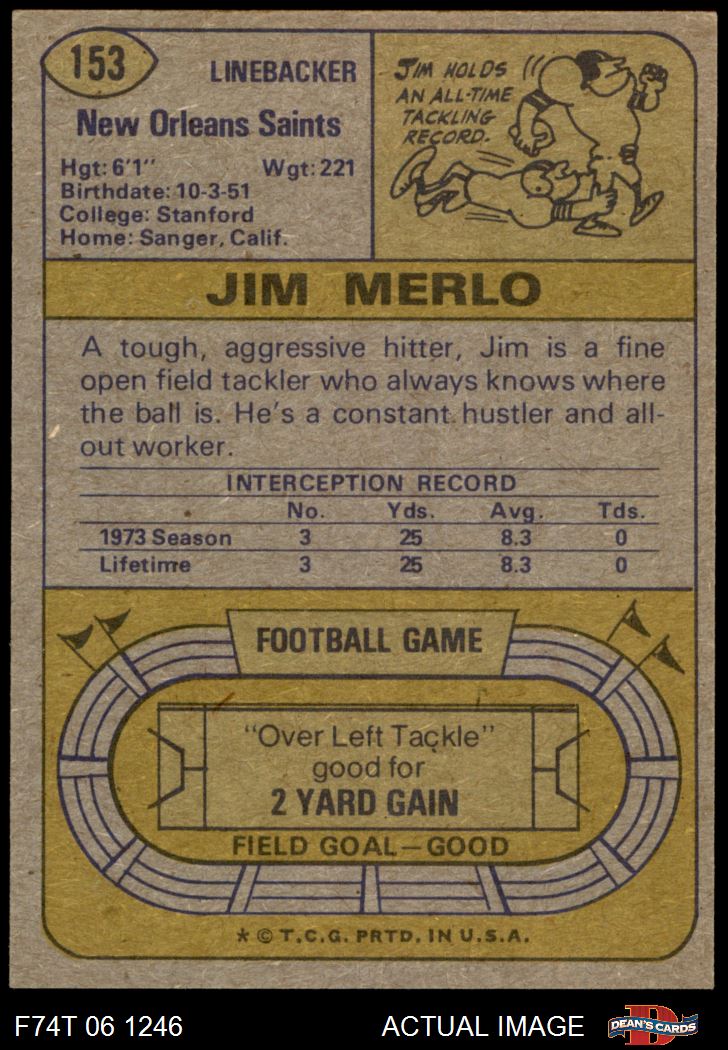 153
LINEBACKER
New Orleans Saints
Hgt: 6'1" Wgt: 221
Birthdate: 10-3-51
College: Stanford
Home: Sanger, Calif.
JIM HOLDS
AN ALL-TIME
TACKLING
RECORD.
JIM MERLO
A tough, aggressive hitter, Jim is a fine
open field tackler who always knows where
the ball is. He's a constant hustler and all-
out worker.
INTERCEPTION RECORD
No. Yds. Avg. Tds.
1973 Season 3 25 8.3 0
Lifetime 3 25 8.3 0
FOOTBALL GAME
"Over Left Tackle"
good for
2 YARD GAIN
FIELD GOAL—GOOD
* © T.C.G. PRTD. IN U.S.A.
F74T 06 1246 ACTUAL IMAGE
D
DEAN'S CARDS